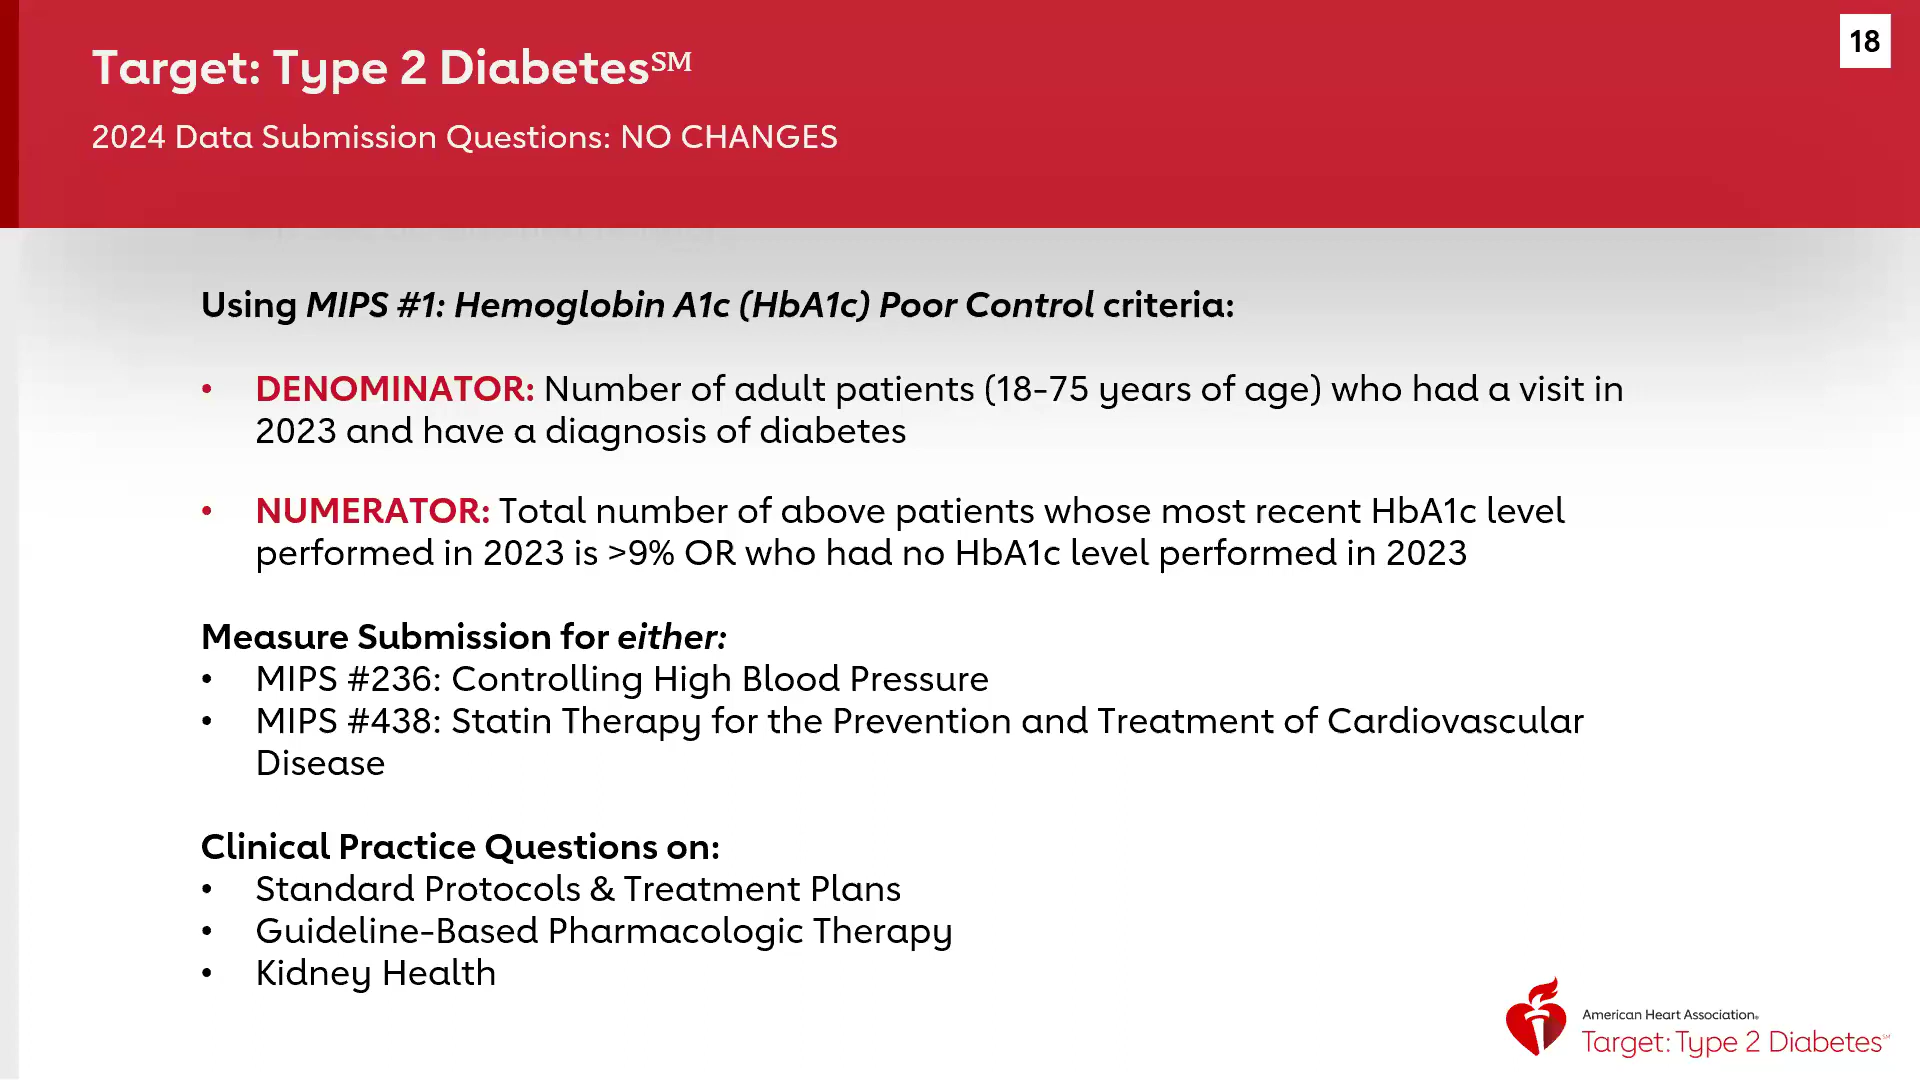 Target: Type 2 Diabetes℠
18
2024 Data Submission Questions: NO CHANGES
Using MIPS #1: Hemoglobin A1c (HbA1c) Poor Control criteria:
• DENOMINATOR: Number of adult patients (18-75 years of age) who had a visit in
2023 and have a diagnosis of diabetes
• NUMERATOR: Total number of above patients whose most recent HbA1c level
performed in 2023 is >9% OR who had no HbA1c level performed in 2023
Measure Submission for either:
• MIPS #236: Controlling High Blood Pressure
• MIPS #438: Statin Therapy for the Prevention and Treatment of Cardiovascular
Disease
Clinical Practice Questions on:
• Standard Protocols & Treatment Plans
• Guideline-Based Pharmacologic Therapy
• Kidney Health
American Heart Association®
Target: Type 2 Diabetes℠